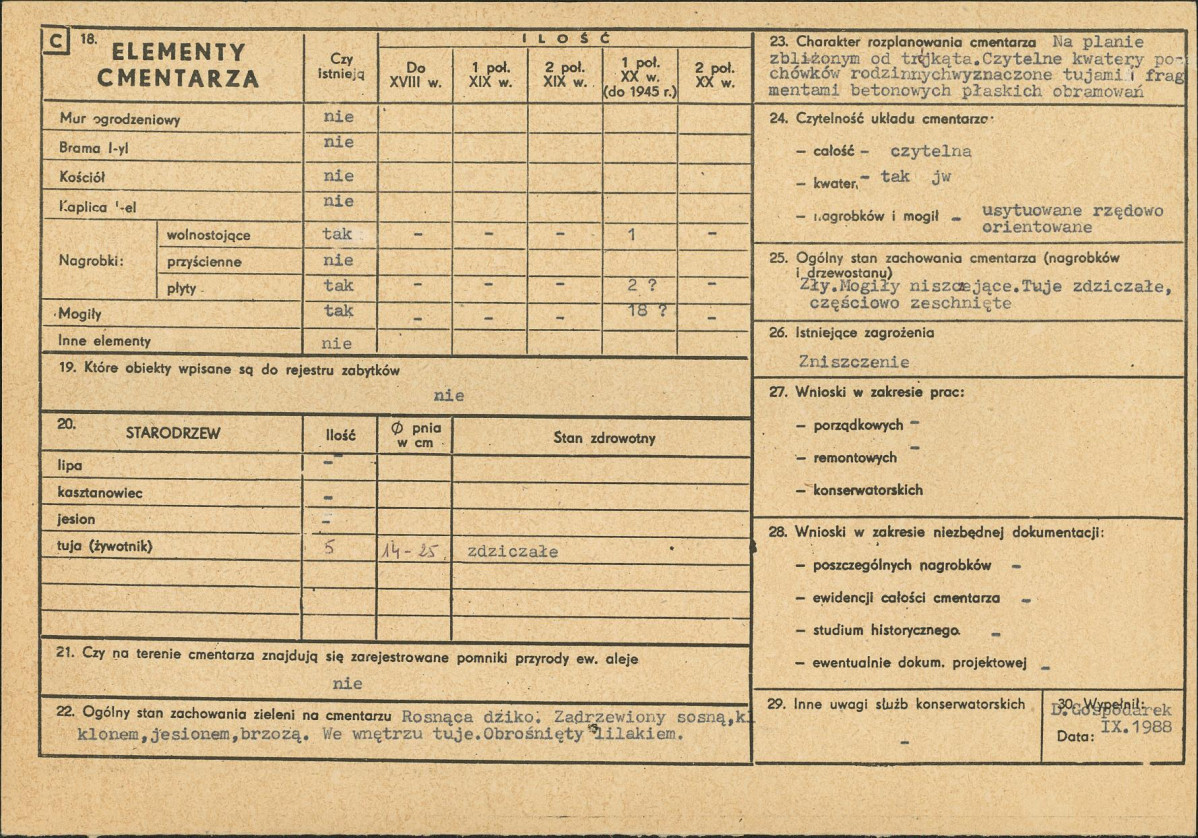 C 18. ELEMENTY CMENTARZA
Czy istnieją
ILOŚĆ
Do XVIII w.
1 poł. XIX w.
2 poł. XIX w.
1 poł. XX w. (do 1945 r.)
2 poł. XX w.
Mur ogrodzeniowy nie
Brama I-yl nie
Kościół nie
Kaplica '-el nie
Nagrobki:
wolnostojące tak – – – 1 –
przyścienne nie
płyty tak – – – 2 ? –
Mogiły tak – – – 18 ? –
Inne elementy nie
19. Które obiekty wpisane są do rejestru zabytków
nie
20. STARODRZEW Ilość Ø pnia w cm Stan zdrowotny
lipa –
kasztanowiec –
jesion –
tuja (żywotnik) 5 14-25 zdziczałe
21. Czy na terenie cmentarza znajdują się zarejestrowane pomniki przyrody ew. aleje
nie
22. Ogólny stan zachowania zieleni na cmentarzu Rosnąca dziko. Zadrzewiony sosną,kl
klonem,jesionem,brzozą. We wnętrzu tuje.Obrośnięty lilakiem.
23. Charakter rozplanowania cmentarza Na planie
zbliżonym od trójkąta.Czytelne kwatery po-
chówków rodzinnychwyznaczone tujami i frag
mentami betonowych płaskich obramowań
24. Czytelność układu cmentarza:
– całość – czytelna
– kwater, – tak jw
– nagrobków i mogił – usytuowane rzędowo
orientowane
25. Ogólny stan zachowania cmentarza (nagrobków
i drzewostanu)
Zły.Mogiły niszczejące.Tuje zdziczałe,
częściowo zeschnięte
26. Istniejące zagrożenia
Zniszczenie
27. Wnioski w zakresie prac:
– porządkowych –
– remontowych –
– konserwatorskich
28. Wnioski w zakresie niezbędnej dokumentacji:
– poszczególnych nagrobków –
– ewidencji całości cmentarza –
– studium historycznego. –
– ewentualnie dokum. projektowej –
29. Inne uwagi służb konserwatorskich
–
30. Wypełnił:
D.Gospodarek
Data: IX.1988